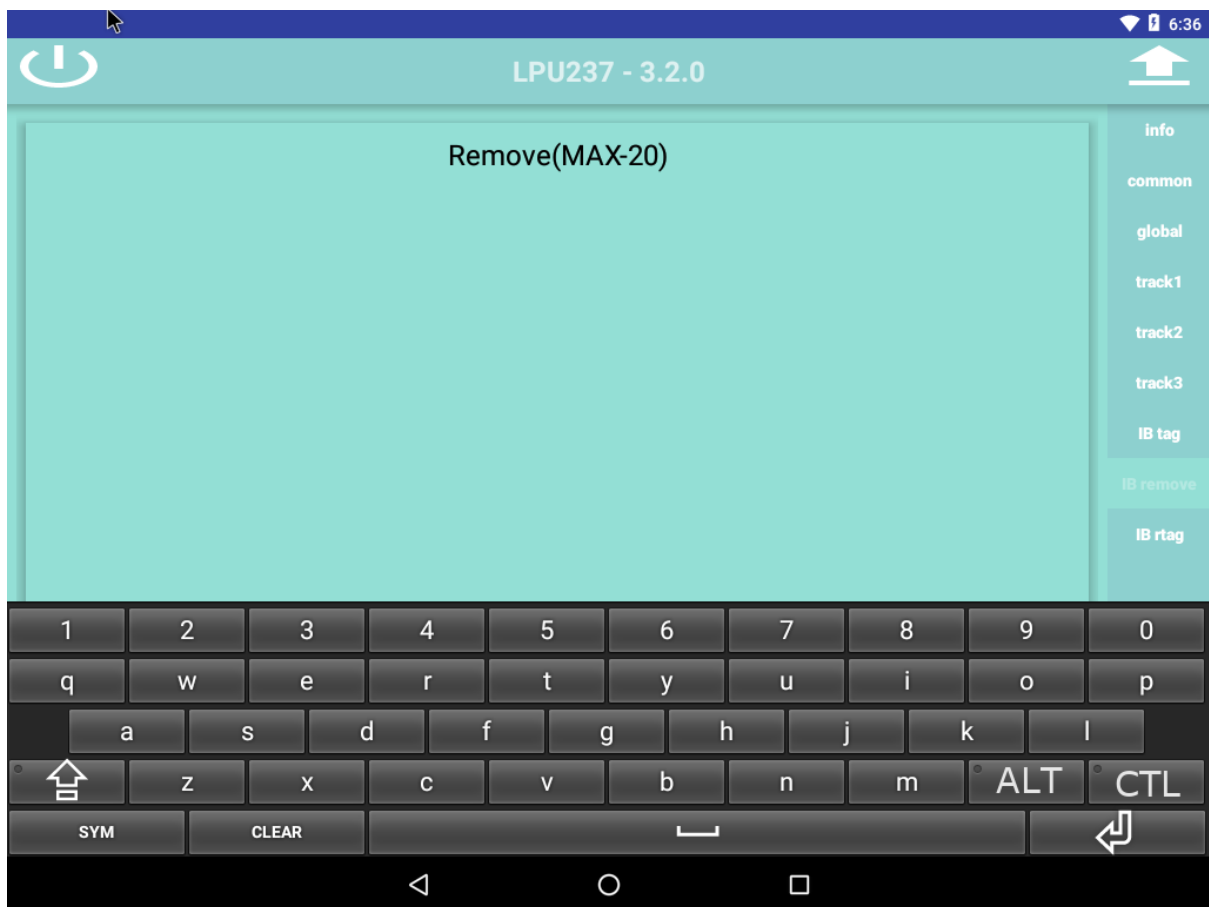 6:36
LPU237 - 3.2.0
Remove(MAX-20)
info
common
global
track1
track2
track3
IB tag
IB remove
IB rtag
1 2 3 4 5 6 7 8 9 0
q w e r t y u i o p
a s d f g h j k l
z x c v b n m ALT CTL
SYM CLEAR